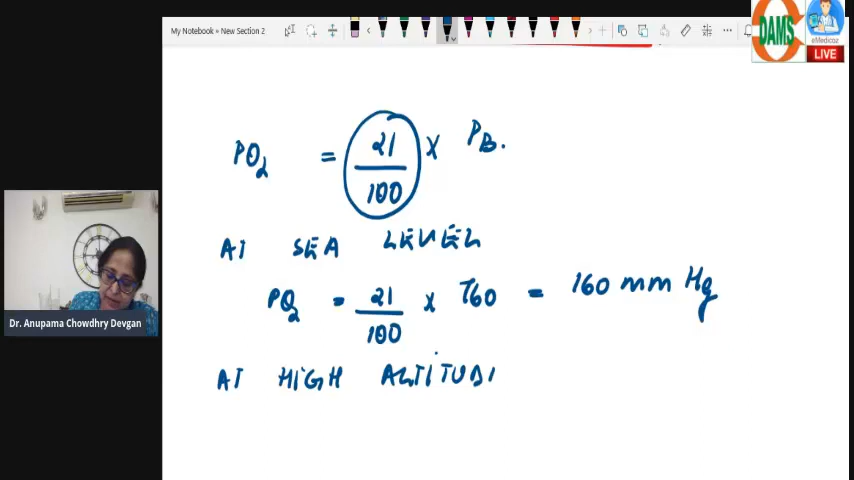 My Notebook » New Section 2
DAMS
eMedicoz
LIVE
PO2 = 21/100 × PB.
AT SEA LEVEL
PO2 = 21/100 × 760 = 160 mm Hg
AT HIGH ALTITUDE
Dr. Anupama Chowdhry Devgan